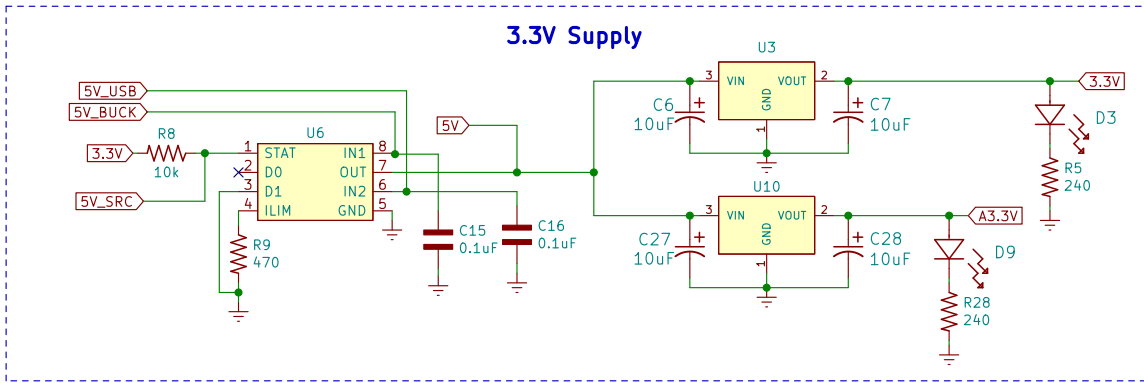 3.3V Supply
5V_USB
5V_BUCK
3.3V
R8
10k
5V_SRC
U6
1 STAT IN1 8
2 D0 OUT 7
3 D1 IN2 6
4 ILIM GND 5
R9
470
5V
C15
0.1uF
C16
0.1uF
U3
3 VIN VOUT 2
GND
1
C6
10uF
C7
10uF
3.3V
D3
R5
240
U10
3 VIN VOUT 2
GND
1
C27
10uF
C28
10uF
A3.3V
D9
R28
240